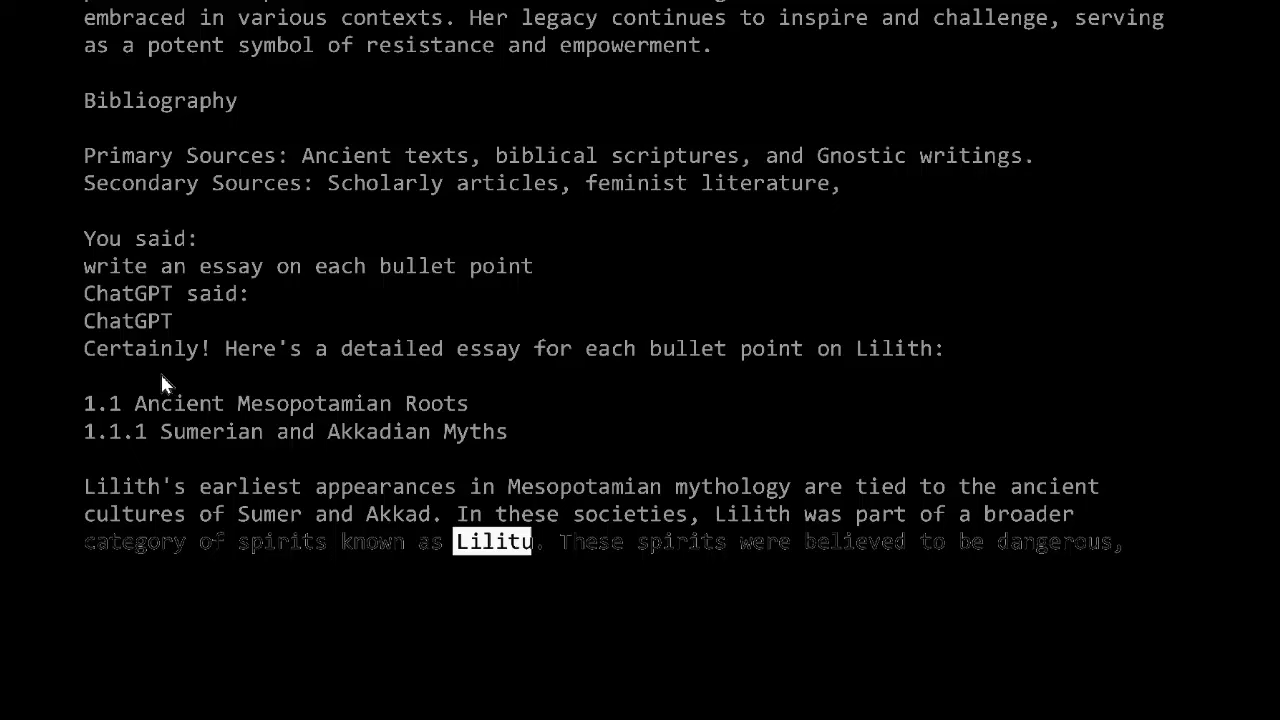 embraced in various contexts. Her legacy continues to inspire and challenge, serving
as a potent symbol of resistance and empowerment.
Bibliography
Primary Sources: Ancient texts, biblical scriptures, and Gnostic writings.
Secondary Sources: Scholarly articles, feminist literature,
You said:
write an essay on each bullet point
ChatGPT said:
ChatGPT
Certainly! Here's a detailed essay for each bullet point on Lilith:
1.1 Ancient Mesopotamian Roots
1.1.1 Sumerian and Akkadian Myths
Lilith's earliest appearances in Mesopotamian mythology are tied to the ancient
cultures of Sumer and Akkad. In these societies, Lilith was part of a broader
category of spirits known as Lilitu. These spirits were believed to be dangerous,